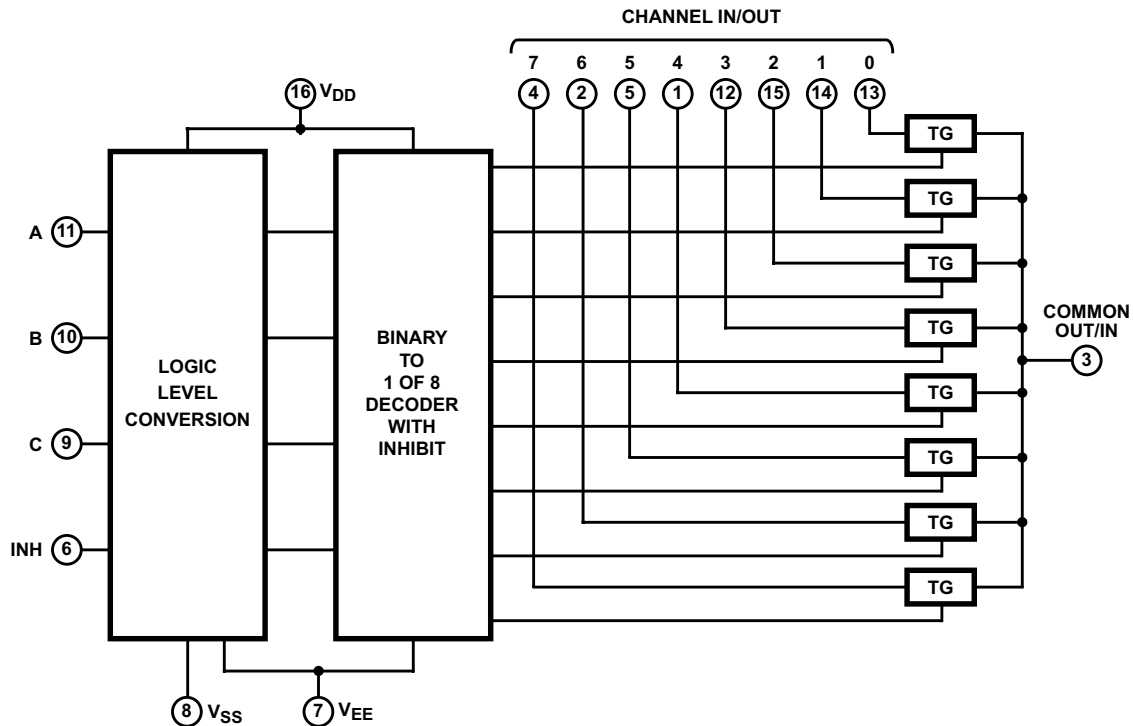 CHANNEL IN/OUT
7 6 5 4 3 2 1 0
4 2 5 1 12 15 14 13
16 VDD
TG
TG
TG
TG
TG
TG
TG
TG
A 11
B 10
C 9
INH 6
LOGIC
LEVEL
CONVERSION
BINARY
TO
1 OF 8
DECODER
WITH
INHIBIT
COMMON
OUT/IN
3
8 VSS
7 VEE